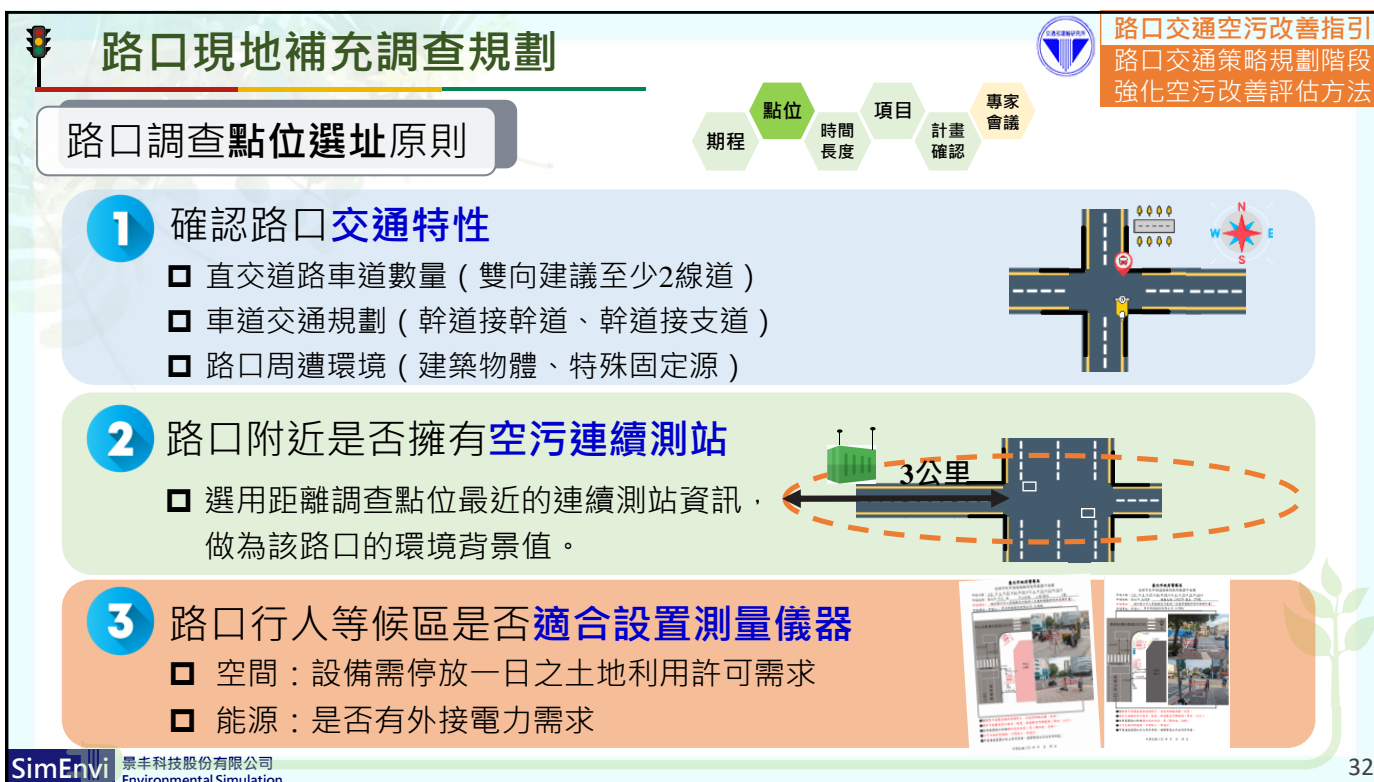 路口現地補充調查規劃
路口交通空污改善指引
路口交通策略規劃階段
強化空污改善評估方法
路口調查點位選址原則
期程
點位
時間
長度
項目
計畫
確認
專家
會議
1 確認路口交通特性
直交道路車道數量(雙向建議至少2線道)
車道交通規劃(幹道接幹道、幹道接支道)
路口周遭環境(建築物體、特殊固定源)
N
W
E
S
2 路口附近是否擁有空污連續測站
選用距離調查點位最近的連續測站資訊,
做為該路口的環境背景值。
3公里
3 路口行人等候區是否適合設置測量儀器
空間:設備需停放一日之土地利用許可需求
能源:是否有外接電力需求
SimEnvi
景丰科技股份有限公司
Environmental Simulation
32